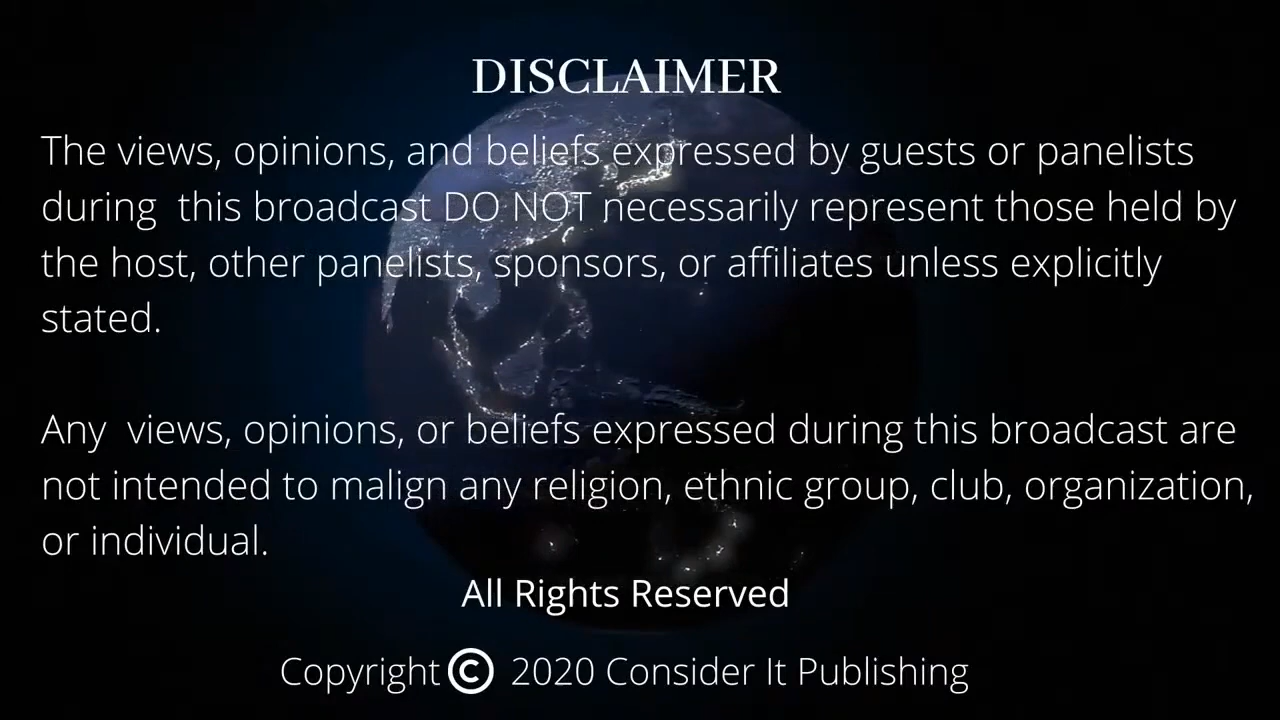 DISCLAIMER
The views, opinions, and beliefs expressed by guests or panelists
during  this broadcast DO NOT necessarily represent those held by
the host, other panelists, sponsors, or affiliates unless explicitly
stated.
Any  views, opinions, or beliefs expressed during this broadcast are
not intended to malign any religion, ethnic group, club, organization,
or individual.
All Rights Reserved
Copyright © 2020 Consider It Publishing